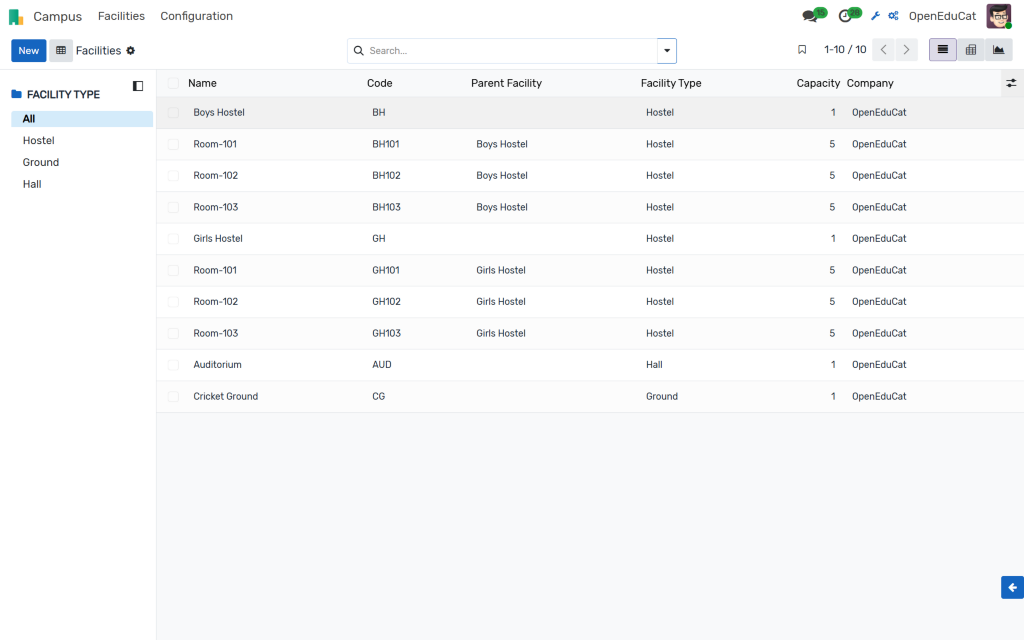 Campus Facilities Configuration 15 28 OpenEduCat
New Facilities Search... 1-10 / 10
FACILITY TYPE
All
Hostel
Ground
Hall
Name Code Parent Facility Facility Type Capacity Company
Boys Hostel BH Hostel 1 OpenEduCat
Room-101 BH101 Boys Hostel Hostel 5 OpenEduCat
Room-102 BH102 Boys Hostel Hostel 5 OpenEduCat
Room-103 BH103 Boys Hostel Hostel 5 OpenEduCat
Girls Hostel GH Hostel 1 OpenEduCat
Room-101 GH101 Girls Hostel Hostel 5 OpenEduCat
Room-102 GH102 Girls Hostel Hostel 5 OpenEduCat
Room-103 GH103 Girls Hostel Hostel 5 OpenEduCat
Auditorium AUD Hall 1 OpenEduCat
Cricket Ground CG Ground 1 OpenEduCat